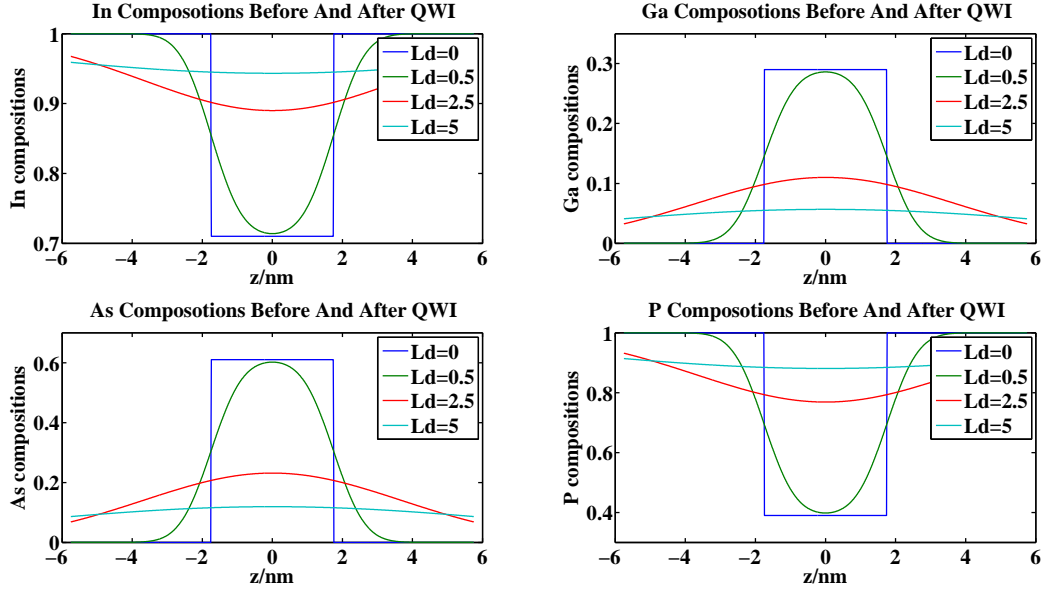 In Composotions Before And After QWI
1
0.9
0.8
0.7
In compositions
−6
−4
−2
0
2
4
6
z/nm
Ld=0
Ld=0.5
Ld=2.5
Ld=5
Ga Composotions Before And After QWI
0.3
0.2
0.1
0
Ga compositions
−6
−4
−2
0
2
4
6
z/nm
Ld=0
Ld=0.5
Ld=2.5
Ld=5
As Composotions Before And After QWI
0.6
0.4
0.2
0
As compositions
−6
−4
−2
0
2
4
6
z/nm
Ld=0
Ld=0.5
Ld=2.5
Ld=5
P Composotions Before And After QWI
1
0.8
0.6
0.4
P compositions
−6
−4
−2
0
2
4
6
z/nm
Ld=0
Ld=0.5
Ld=2.5
Ld=5